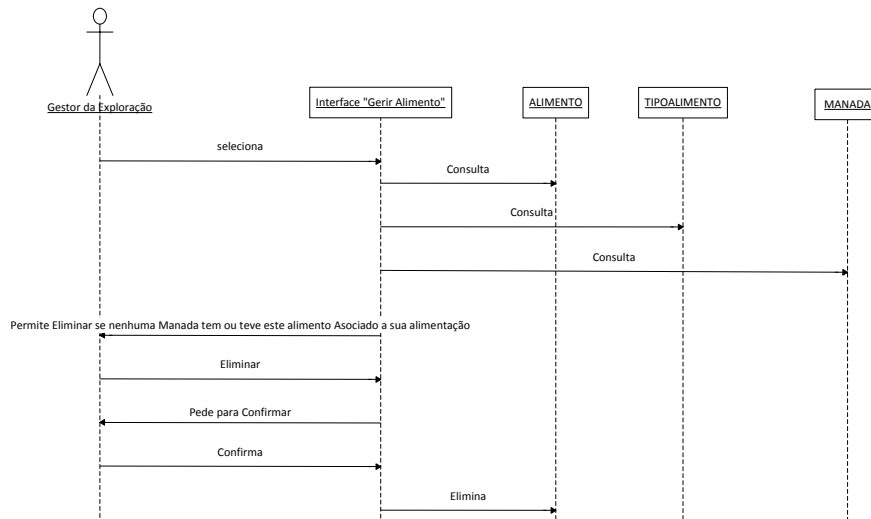 Gestor da Exploração
Interface "Gerir Alimento"
ALIMENTO
TIPOALIMENTO
MANADA
seleciona
Consulta
Consulta
Consulta
Permite Eliminar se nenhuma Manada tem ou teve este alimento Asociado a sua alimentação
Eliminar
Pede para Confirmar
Confirma
Elimina